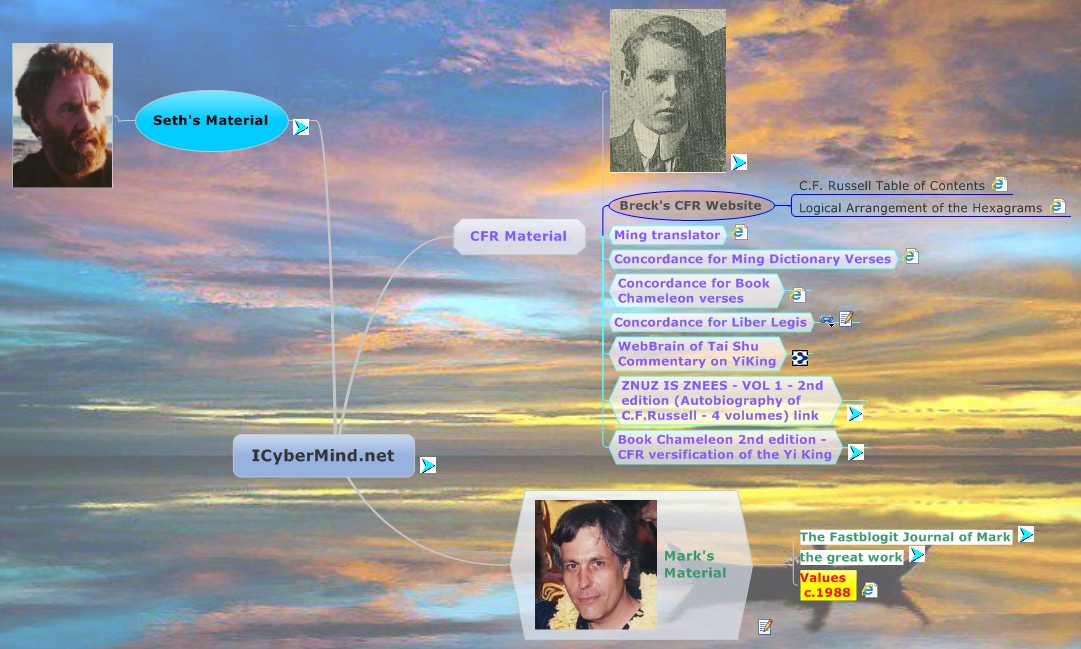 Seth's Material
Breck's CFR Website
C.F. Russell Table of Contents
Logical Arrangement of the Hexagrams
CFR Material
Ming translator
Concordance for Ming Dictionary Verses
Concordance for Book
Chameleon verses
Concordance for Liber Legis
WebBrain of Tai Shu
Commentary on YiKing
ZNUZ IS ZNEES - VOL 1 - 2nd
edition (Autobiography of
C.F.Russell - 4 volumes) link
Book Chameleon 2nd edition -
CFR versification of the Yi King
ICyberMind.net
Mark's
Material
The Fastblogit Journal of Mark
the great work
Values
c.1988